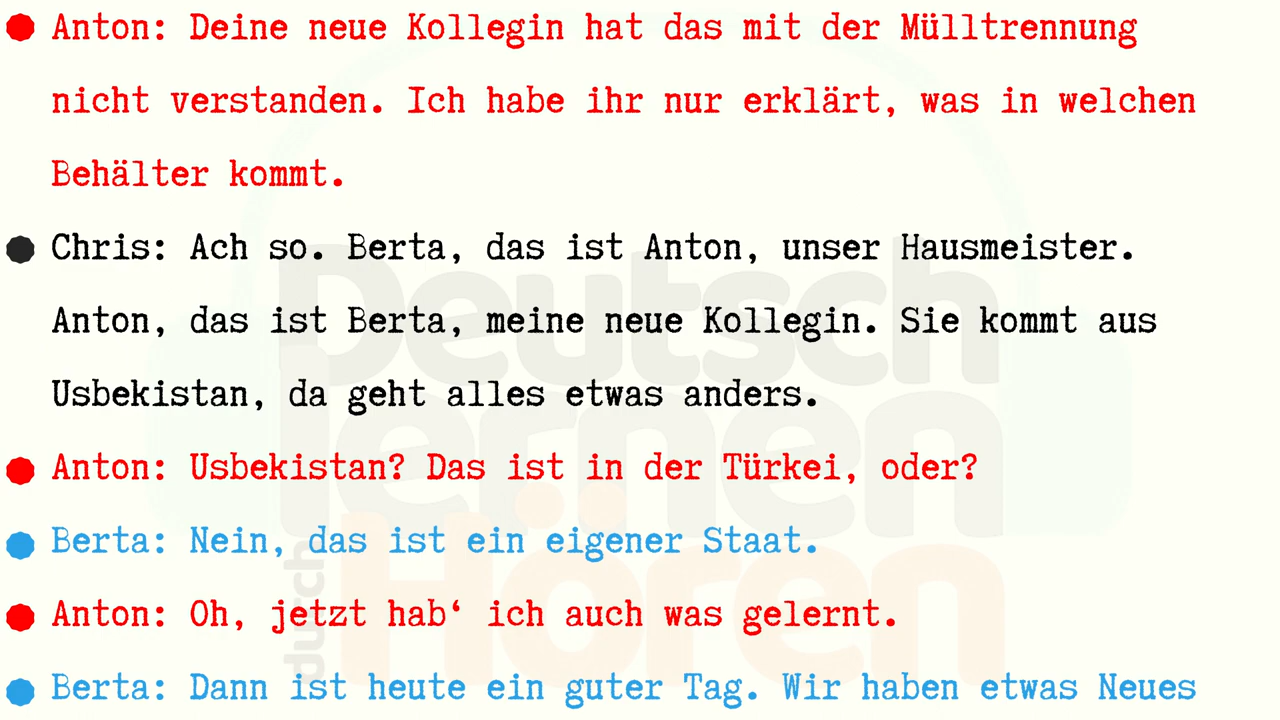 Anton: Deine neue Kollegin hat das mit der Mülltrennung
nicht verstanden. Ich habe ihr nur erklärt, was in welchen
Behälter kommt.
Chris: Ach so. Berta, das ist Anton, unser Hausmeister.
Anton, das ist Berta, meine neue Kollegin. Sie kommt aus
Usbekistan, da geht alles etwas anders.
Anton: Usbekistan? Das ist in der Türkei, oder?
Berta: Nein, das ist ein eigener Staat.
Anton: Oh, jetzt hab‘ ich auch was gelernt.
Berta: Dann ist heute ein guter Tag. Wir haben etwas Neues
Deutsch
lernen
durch
Hören